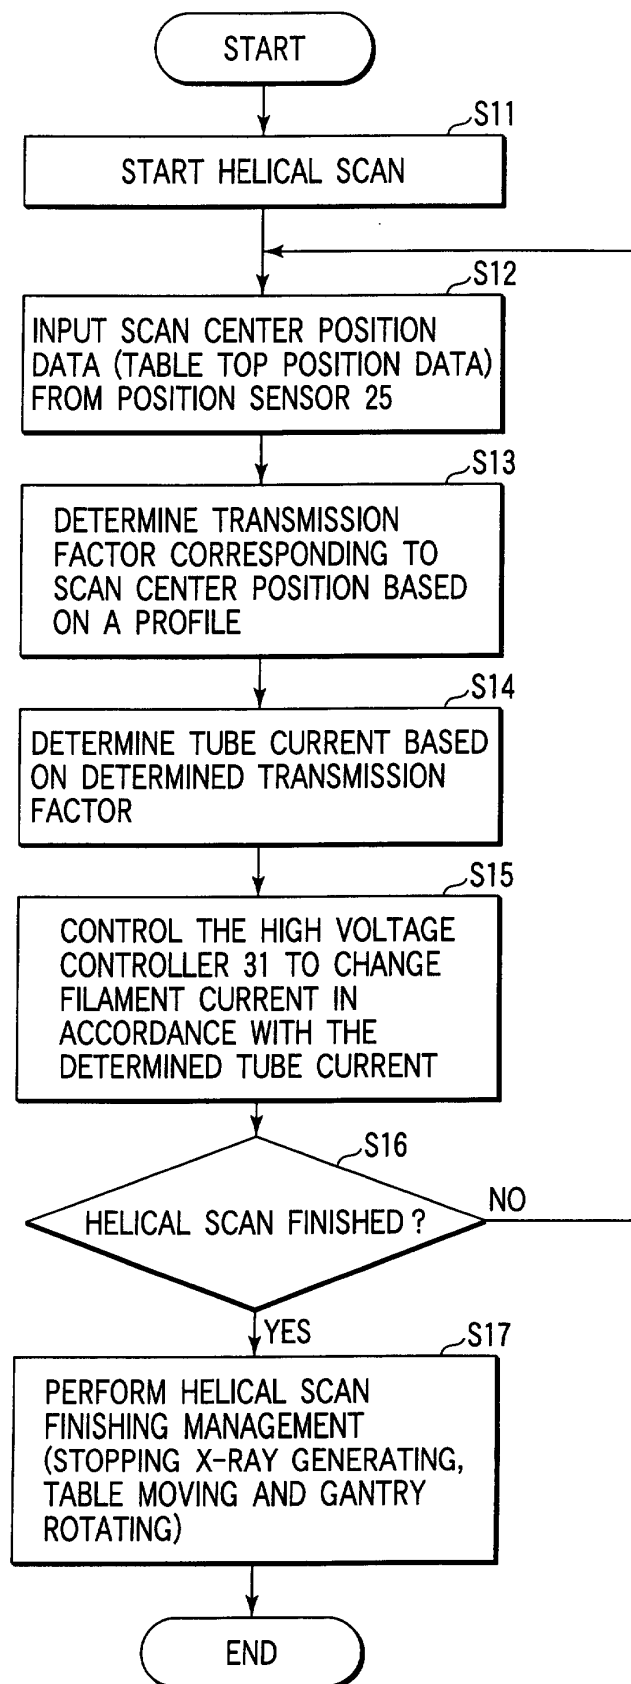 START
S11
START HELICAL SCAN
S12
INPUT SCAN CENTER POSITION
DATA (TABLE TOP POSITION DATA)
FROM POSITION SENSOR 25
S13
DETERMINE TRANSMISSION
FACTOR CORRESPONDING TO
SCAN CENTER POSITION BASED
ON A PROFILE
S14
DETERMINE TUBE CURRENT BASED
ON DETERMINED TRANSMISSION
FACTOR
S15
CONTROL THE HIGH VOLTAGE
CONTROLLER 31 TO CHANGE
FILAMENT CURRENT IN
ACCORDANCE WITH THE
DETERMINED TUBE CURRENT
S16
HELICAL SCAN FINISHED ?
NO
YES
S17
PERFORM HELICAL SCAN
FINISHING MANAGEMENT
(STOPPING X-RAY GENERATING,
TABLE MOVING AND GANTRY
ROTATING)
END